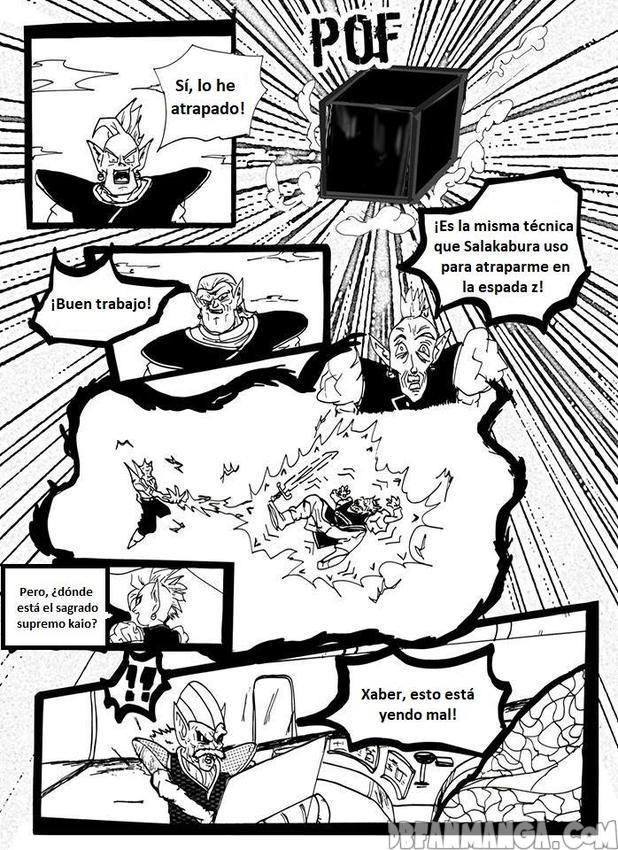 POF
Sí, lo he
atrapado!
¡Es la misma técnica
que Salakabura uso
para atraparme en
la espada z!
¡Buen trabajo!
Pero, ¿dónde
está el sagrado
supremo kaio?
!!
Xaber, esto está
yendo mal!
DBFANMANGA.COM